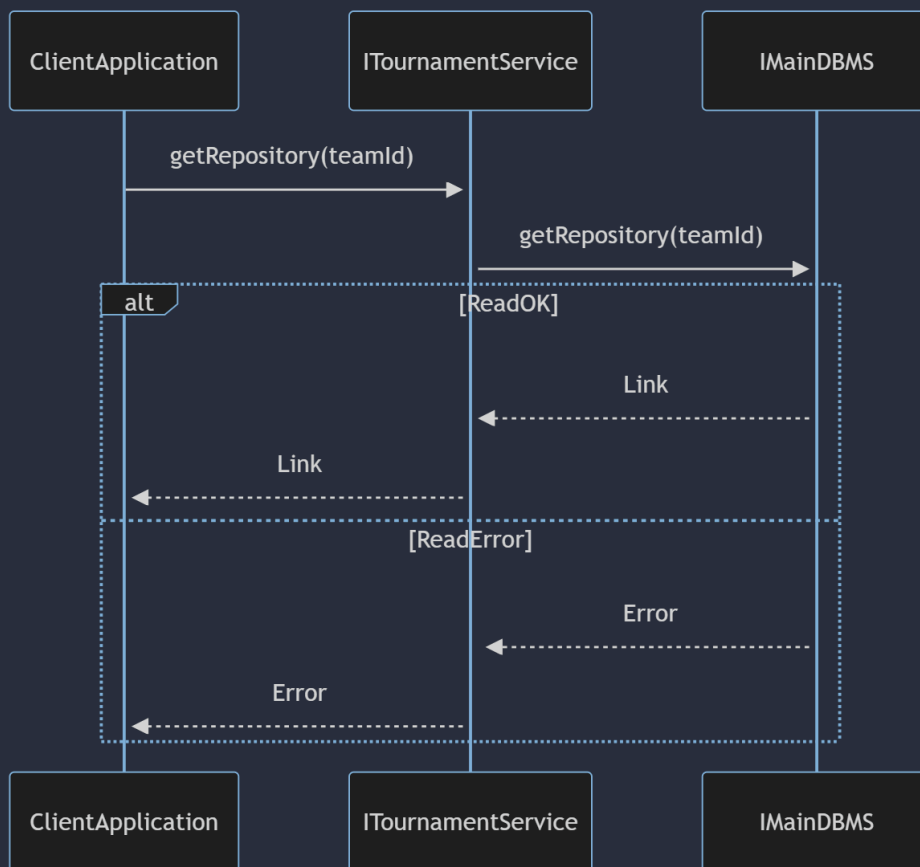 ClientApplication
ITournamentService
IMainDBMS
getRepository(teamId)
getRepository(teamId)
alt
[ReadOK]
Link
Link
[ReadError]
Error
Error
ClientApplication
ITournamentService
IMainDBMS